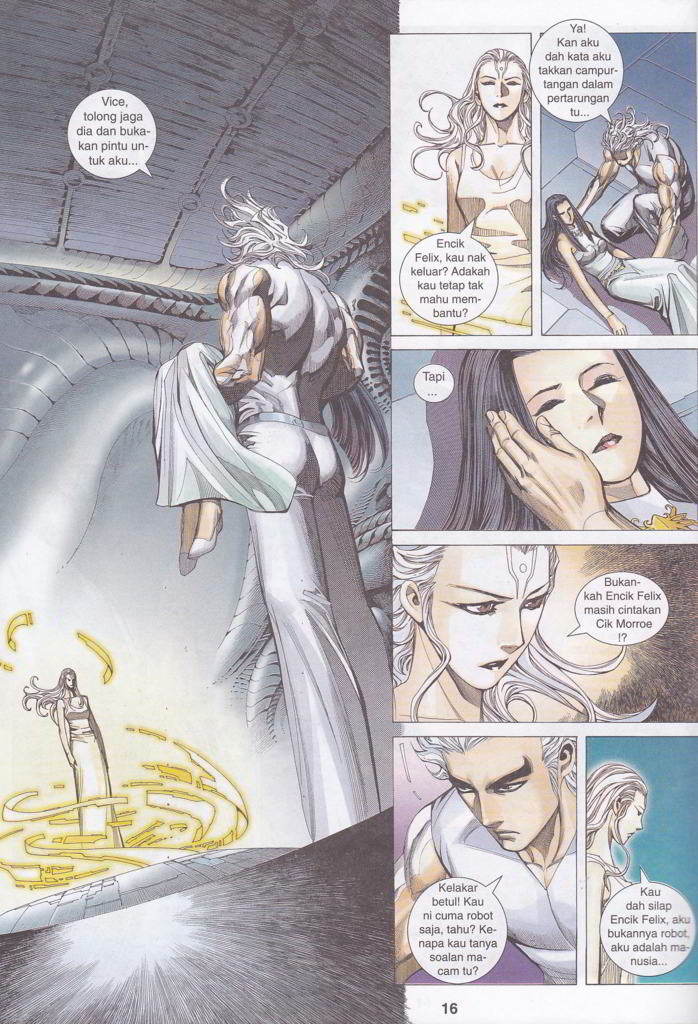 Vice,
tolong jaga
dia dan buka-
kan pintu un-
tuk aku...
Encik
Felix, kau nak
keluar? Adakah
kau tetap tak
mahu mem-
bantu?
Ya!
Kan aku
dah kata aku
takkan campur-
tangan dalam
pertarungan
tu...
Tapi
...
Bukan-
kah Encik Felix
masih cintakan
Cik Morroe
!?
Kelakar
betul! Kau
ni cuma robot
saja, tahu? Ke-
napa kau tanya
soalan ma-
cam tu?
Kau
dah silap
Encik Felix, aku
bukannya robot,
aku adalah ma-
nusia...
16